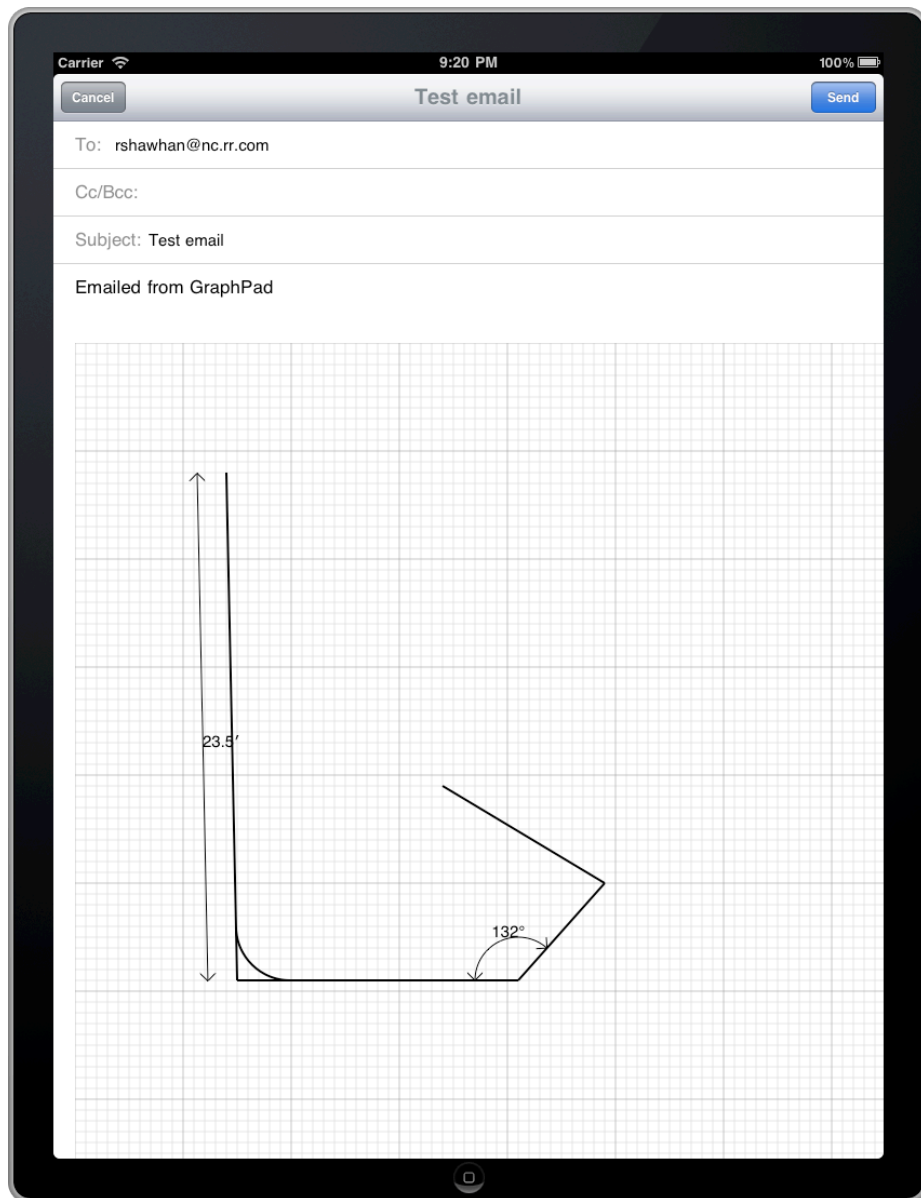 Carrier 9:20 PM 100%
Cancel Test email Send
To: rshawhan@nc.rr.com
Cc/Bcc:
Subject: Test email
Emailed from GraphPad
23.5′
132°